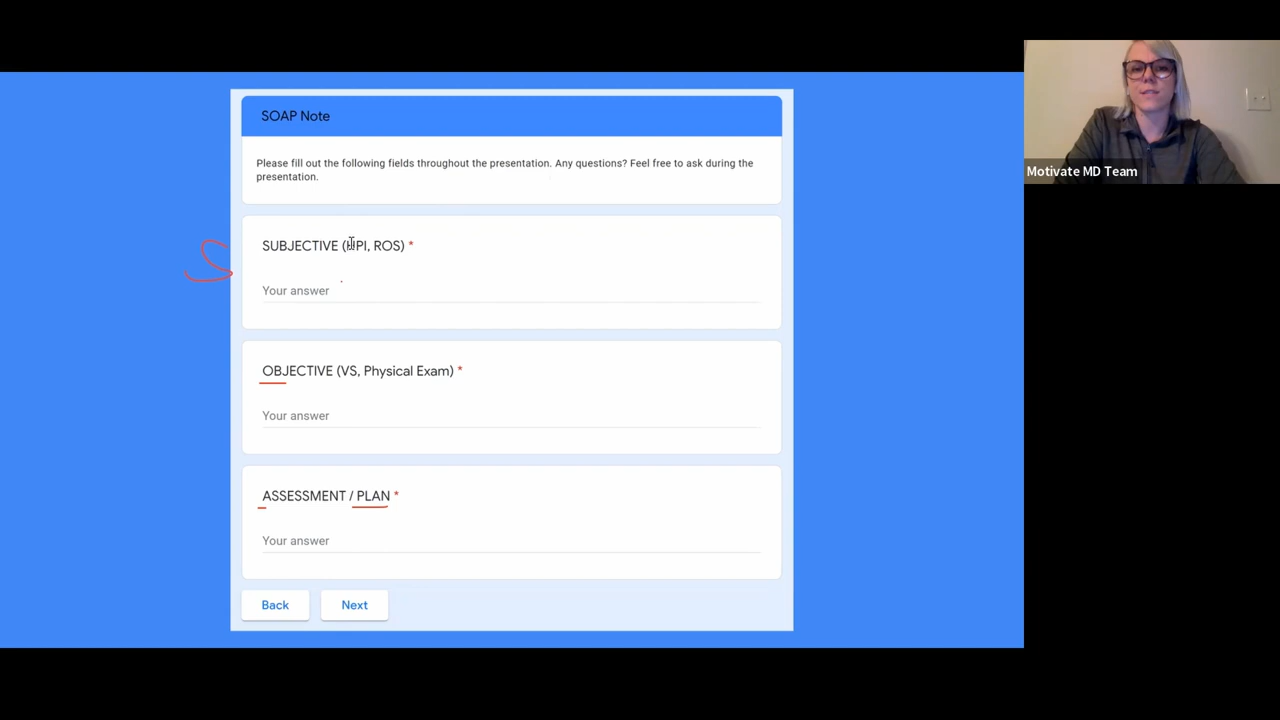 SOAP Note
Please fill out the following fields throughout the presentation. Any questions? Feel free to ask during the
presentation.
S
SUBJECTIVE (HPI, ROS) *
Your answer
OBJECTIVE (VS, Physical Exam) *
Your answer
ASSESSMENT / PLAN *
Your answer
Back
Next
Motivate MD Team